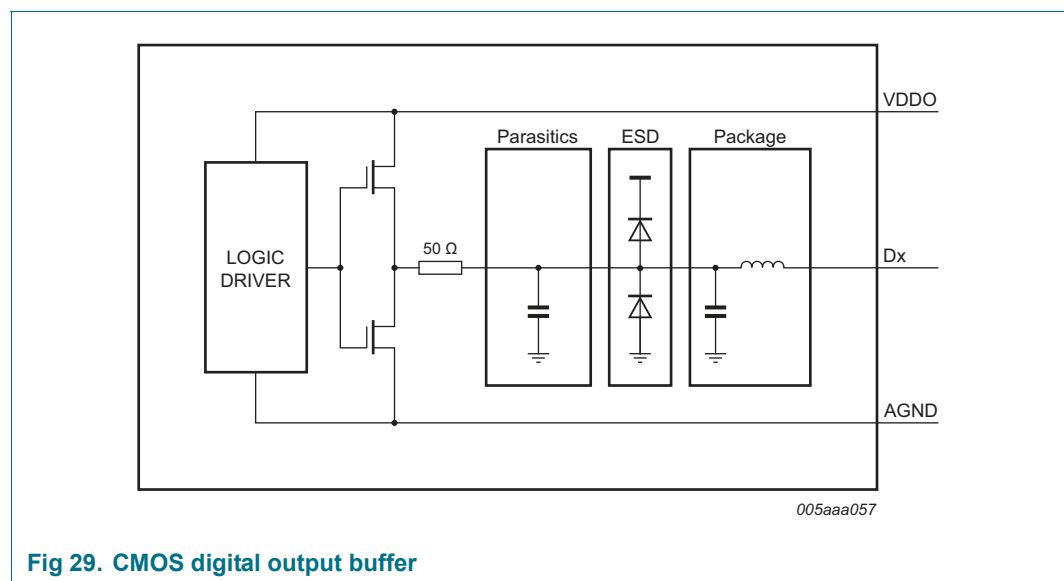 VDDO
Parasitics
ESD
Package
LOGIC
DRIVER
50 Ω
Dx
AGND
005aaa057
Fig 29. CMOS digital output buffer